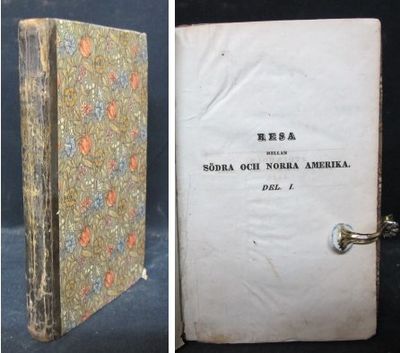 RESA
MELLAN
SÖDRA OCH NORRA AMERIKA.
DEL. I.